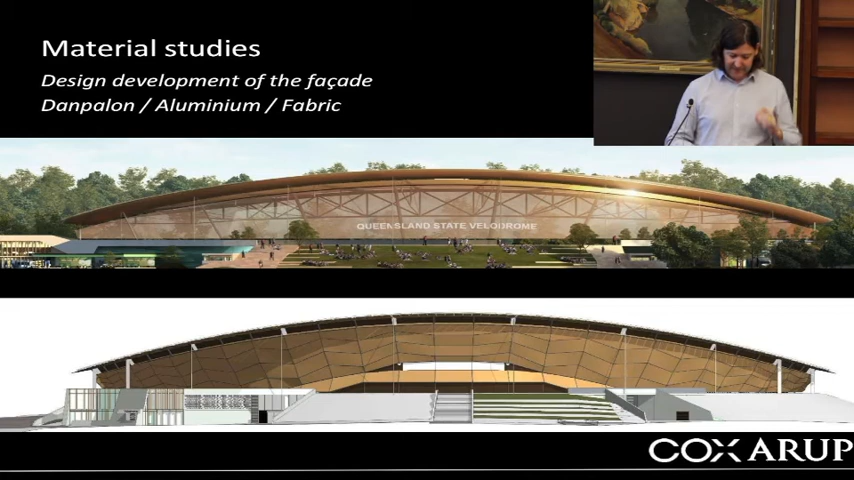 Material studies
Design development of the façade
Danpalon / Aluminium / Fabric
QUEENSLAND STATE VELODROME
COX ARUP